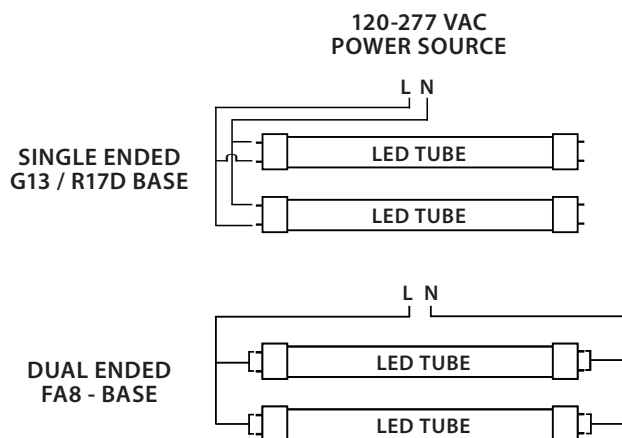 120-277 VAC
POWER SOURCE
L N
SINGLE ENDED
G13 / R17D BASE
LED TUBE
LED TUBE
L N
DUAL ENDED
FA8 - BASE
LED TUBE
LED TUBE